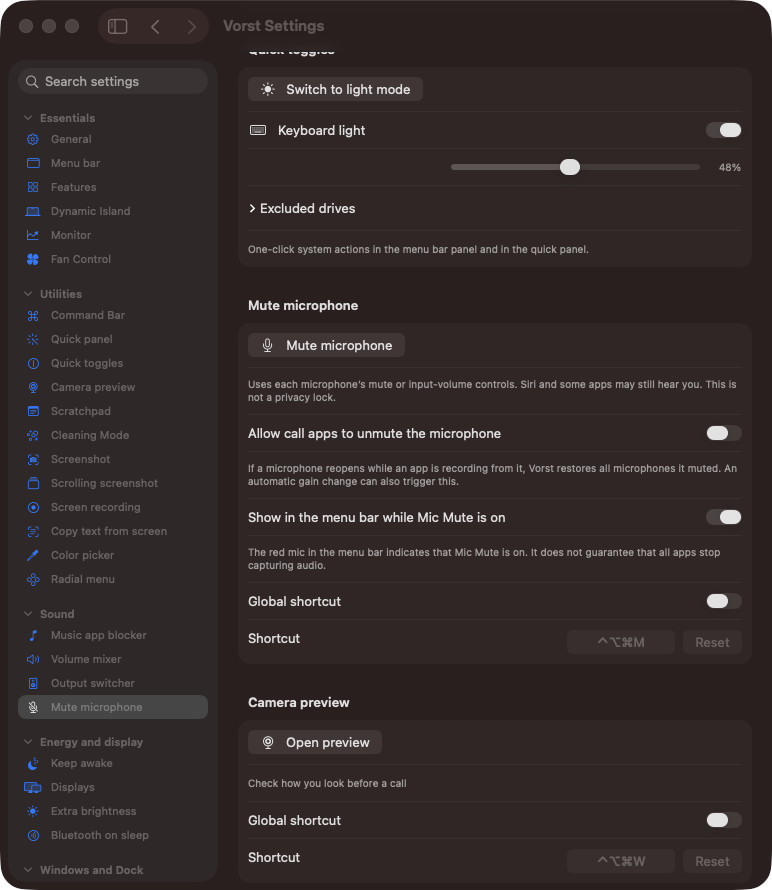 Vorst Settings
Search settings
Essentials
General
Menu bar
Features
Dynamic Island
Monitor
Fan Control
Utilities
Command Bar
Quick panel
Quick toggles
Camera preview
Scratchpad
Cleaning Mode
Screenshot
Scrolling screenshot
Screen recording
Copy text from screen
Color picker
Radial menu
Sound
Music app blocker
Volume mixer
Output switcher
Mute microphone
Energy and display
Keep awake
Displays
Extra brightness
Bluetooth on sleep
Windows and Dock
Quick toggles
Switch to light mode
Keyboard light
48%
Excluded drives
One-click system actions in the menu bar panel and in the quick panel.
Mute microphone
Mute microphone
Uses each microphone's mute or input-volume controls. Siri and some apps may still hear you. This is
not a privacy lock.
Allow call apps to unmute the microphone
If a microphone reopens while an app is recording from it, Vorst restores all microphones it muted. An
automatic gain change can also trigger this.
Show in the menu bar while Mic Mute is on
The red mic in the menu bar indicates that Mic Mute is on. It does not guarantee that all apps stop
capturing audio.
Global shortcut
Shortcut
⌃⌥⌘M
Reset
Camera preview
Open preview
Check how you look before a call
Global shortcut
Shortcut
⌃⌥⌘W
Reset